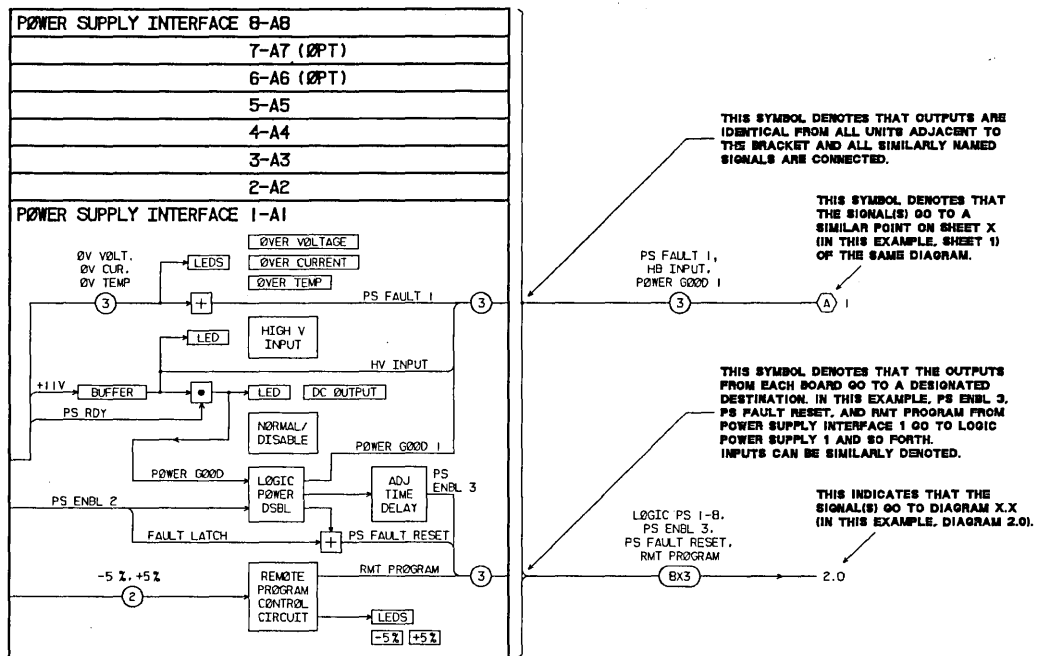 PØWER SUPPLY INTERFACE 8-A8
7-A7 (ØPT)
6-A6 (ØPT)
5-A5
4-A4
3-A3
2-A2
PØWER SUPPLY INTERFACE 1-A1
ØV VØLT.
ØV CUR.
ØV TEMP
3
LEDS
ØVER VØLTAGE
ØVER CURRENT
ØVER TEMP
+
PS FAULT 1
3
LED
HIGH V
INPUT
HV INPUT
+11V
BUFFER
LED
DC ØUTPUT
PS RDY
NØRMAL/
DISABLE
PØWER GØØD 1
PØWER GØØD
LØGIC
PØWER
DSBL
ADJ
TIME
DELAY
PS
ENBL 3
PS ENBL 2
FAULT LATCH
+
PS FAULT RESET
-5 %, +5 %
2
REMØTE
PRØGRAM
CØNTRØL
CIRCUIT
RMT PRØGRAM
3
LEDS
-5 %
+5 %
THIS SYMBOL DENOTES THAT OUTPUTS ARE
IDENTICAL FROM ALL UNITS ADJACENT TO
THE BRACKET AND ALL SIMILARLY NAMED
SIGNALS ARE CONNECTED.
THIS SYMBOL DENOTES THAT
THE SIGNAL(S) GO TO A
SIMILAR POINT ON SHEET X
(IN THIS EXAMPLE, SHEET 1)
OF THE SAME DIAGRAM.
PS FAULT 1,
HB INPUT,
PØWER GØØD 1
3
A 1
THIS SYMBOL DENOTES THAT THE OUTPUTS
FROM EACH BOARD GO TO A DESIGNATED
DESTINATION. IN THIS EXAMPLE, PS ENBL 3,
PS FAULT RESET, AND RMT PROGRAM FROM
POWER SUPPLY INTERFACE 1 GO TO LOGIC
POWER SUPPLY 1 AND SO FORTH.
INPUTS CAN BE SIMILARLY DENOTED.
THIS INDICATES THAT THE
SIGNAL(S) GO TO DIAGRAM X.X
(IN THIS EXAMPLE, DIAGRAM 2.0).
LØGIC PS 1-8,
PS ENBL 3,
PS FAULT RESET,
RMT PRØGRAM
8X3
2.0